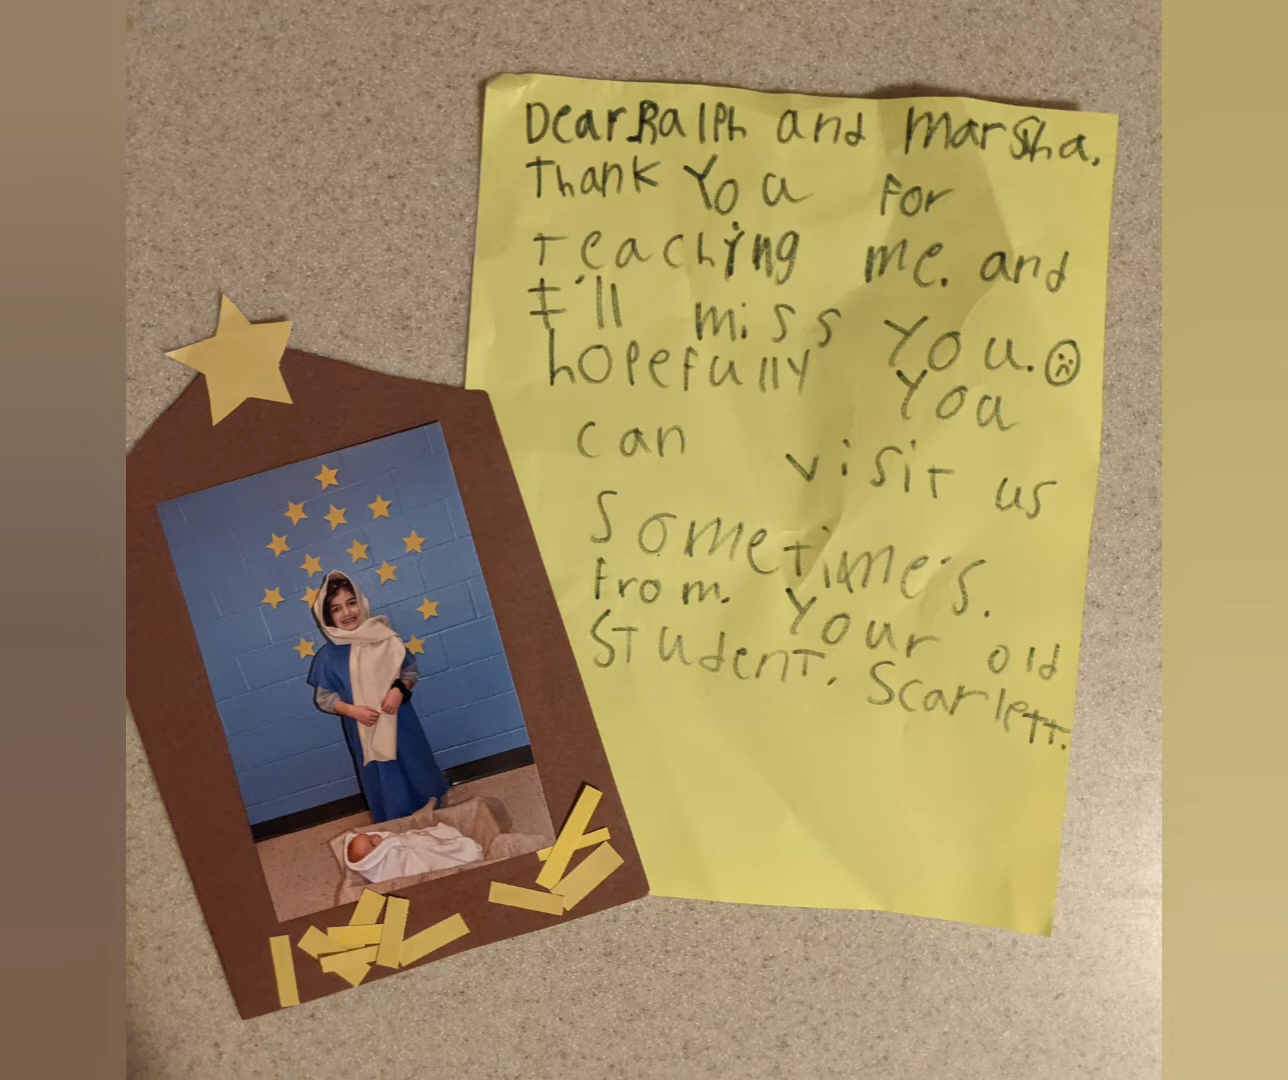 Dear Ralph and Marsha.
Thank You for
teaching me. and
I'll miss You.
hopefully You
can visit us
Sometime's.
from. Your old
Student. Scarlett.